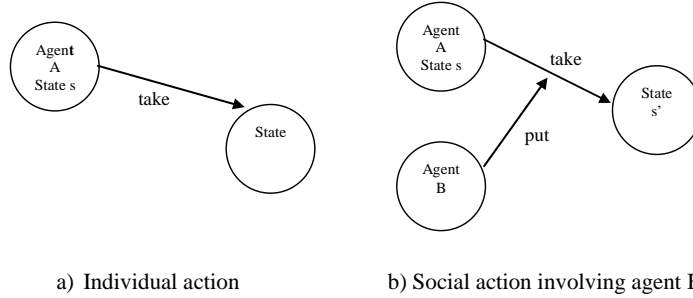 Agent
A
State s
take
State
a) Individual action
Agent
A
State s
take
State
s'
put
Agent
B
b) Social action involving agent